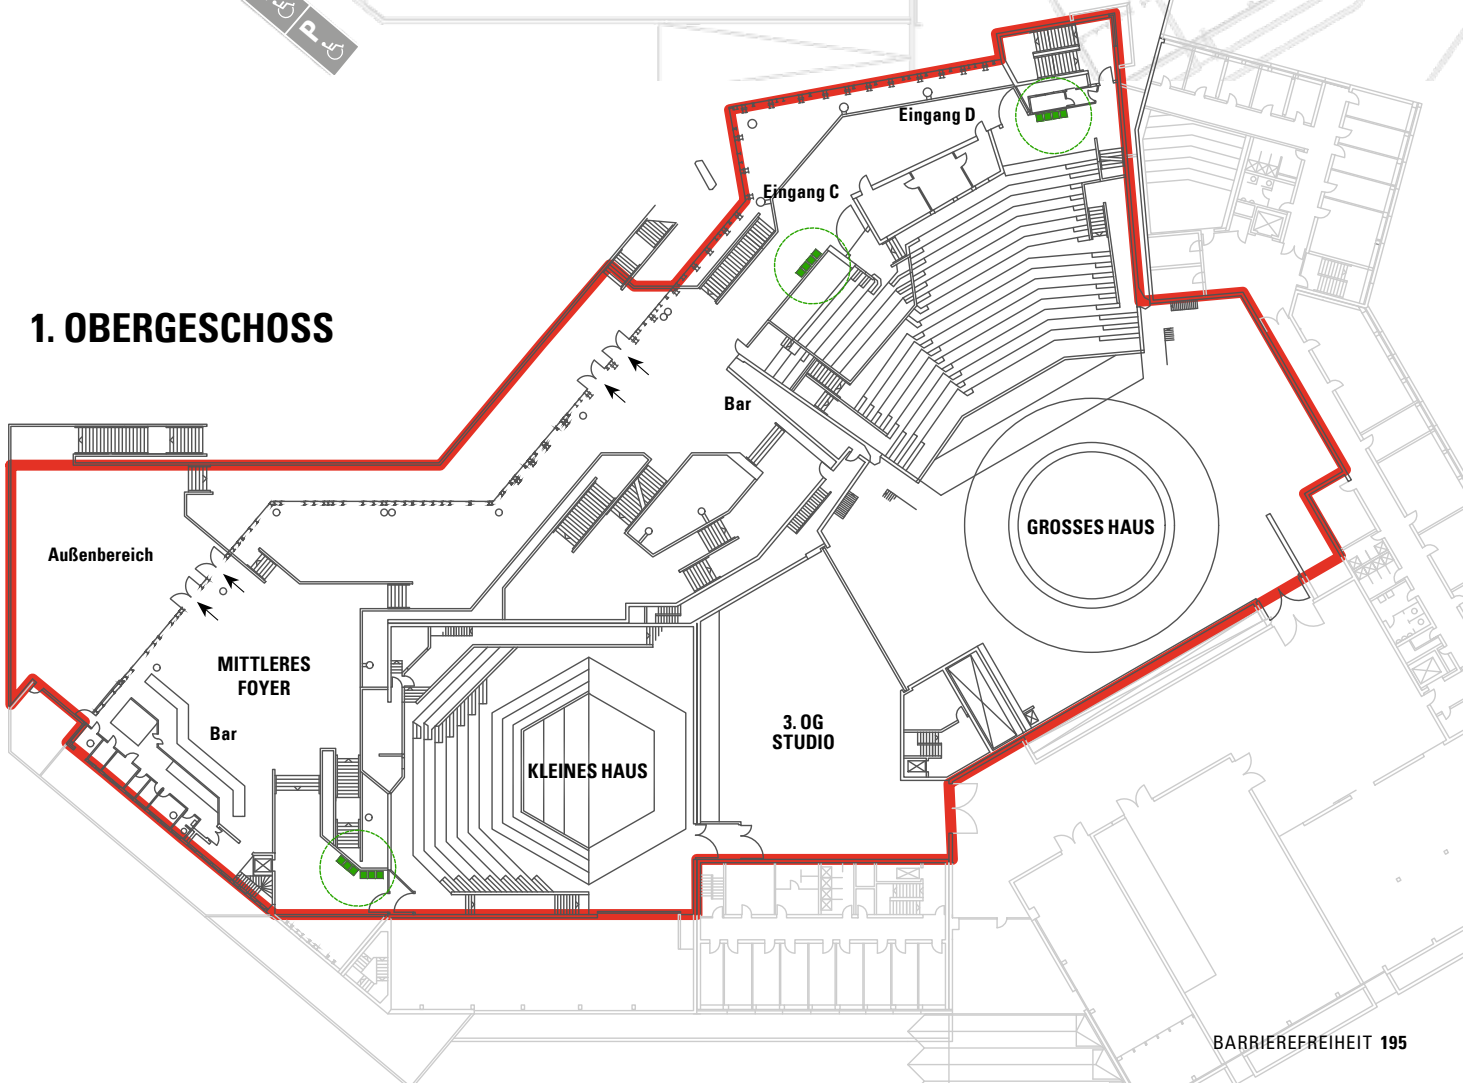 P
Eingang D
Eingang C
1. OBERGESCHOSS
Bar
Außenbereich
GROSSES HAUS
MITTLERES
FOYER
Bar
3. OG
STUDIO
KLEINES HAUS
BARRIEREFREIHEIT 195